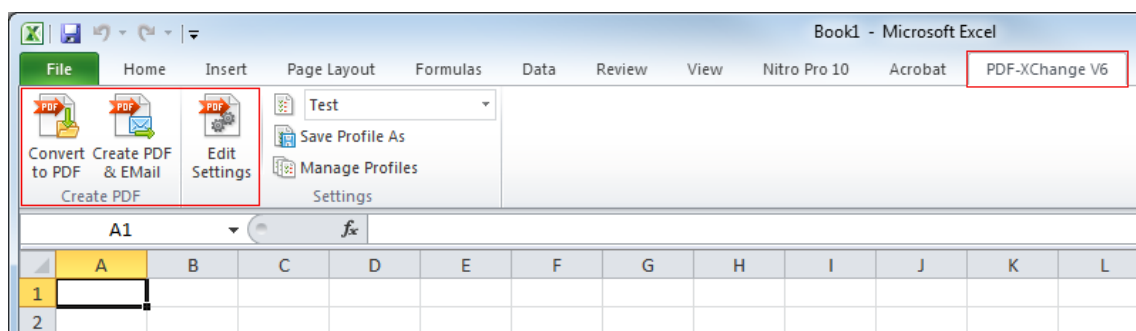 Book1 - Microsoft Excel
File Home Insert Page Layout Formulas Data Review View Nitro Pro 10 Acrobat PDF-XChange V6
PDF PDF PDF Test
Convert to PDF
Create PDF & EMail
Edit Settings
Save Profile As
Manage Profiles
Create PDF Settings
A1 fx
A B C D E F G H I J K L
1
2